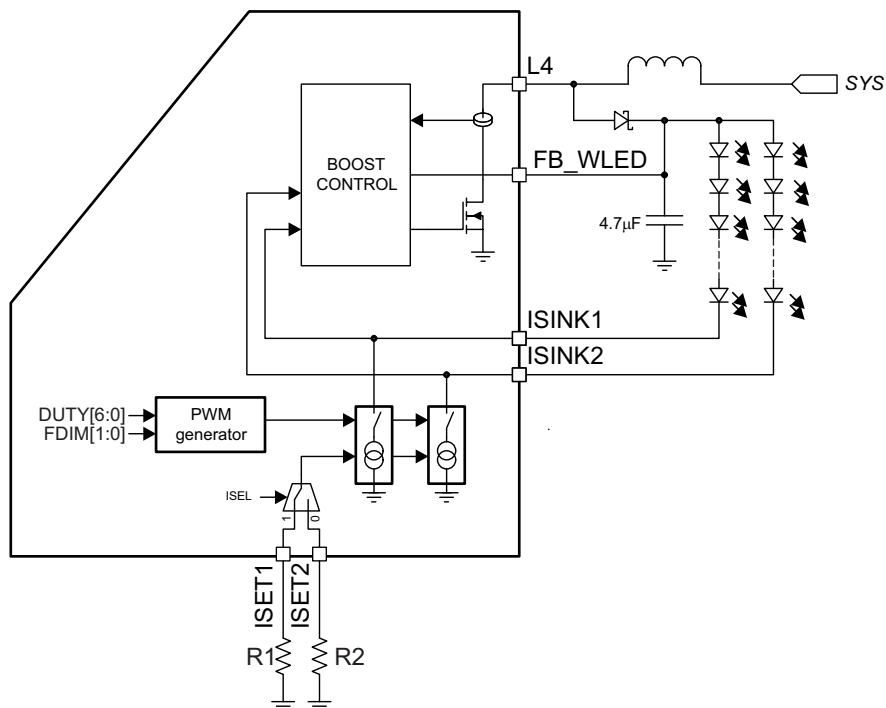 L4
SYS
BOOST
CONTROL
FB_WLED
4.7μF
ISINK1
ISINK2
DUTY[6:0]
FDIM[1:0]
PWM
generator
ISEL
1
0
ISET1
ISET2
R1
R2